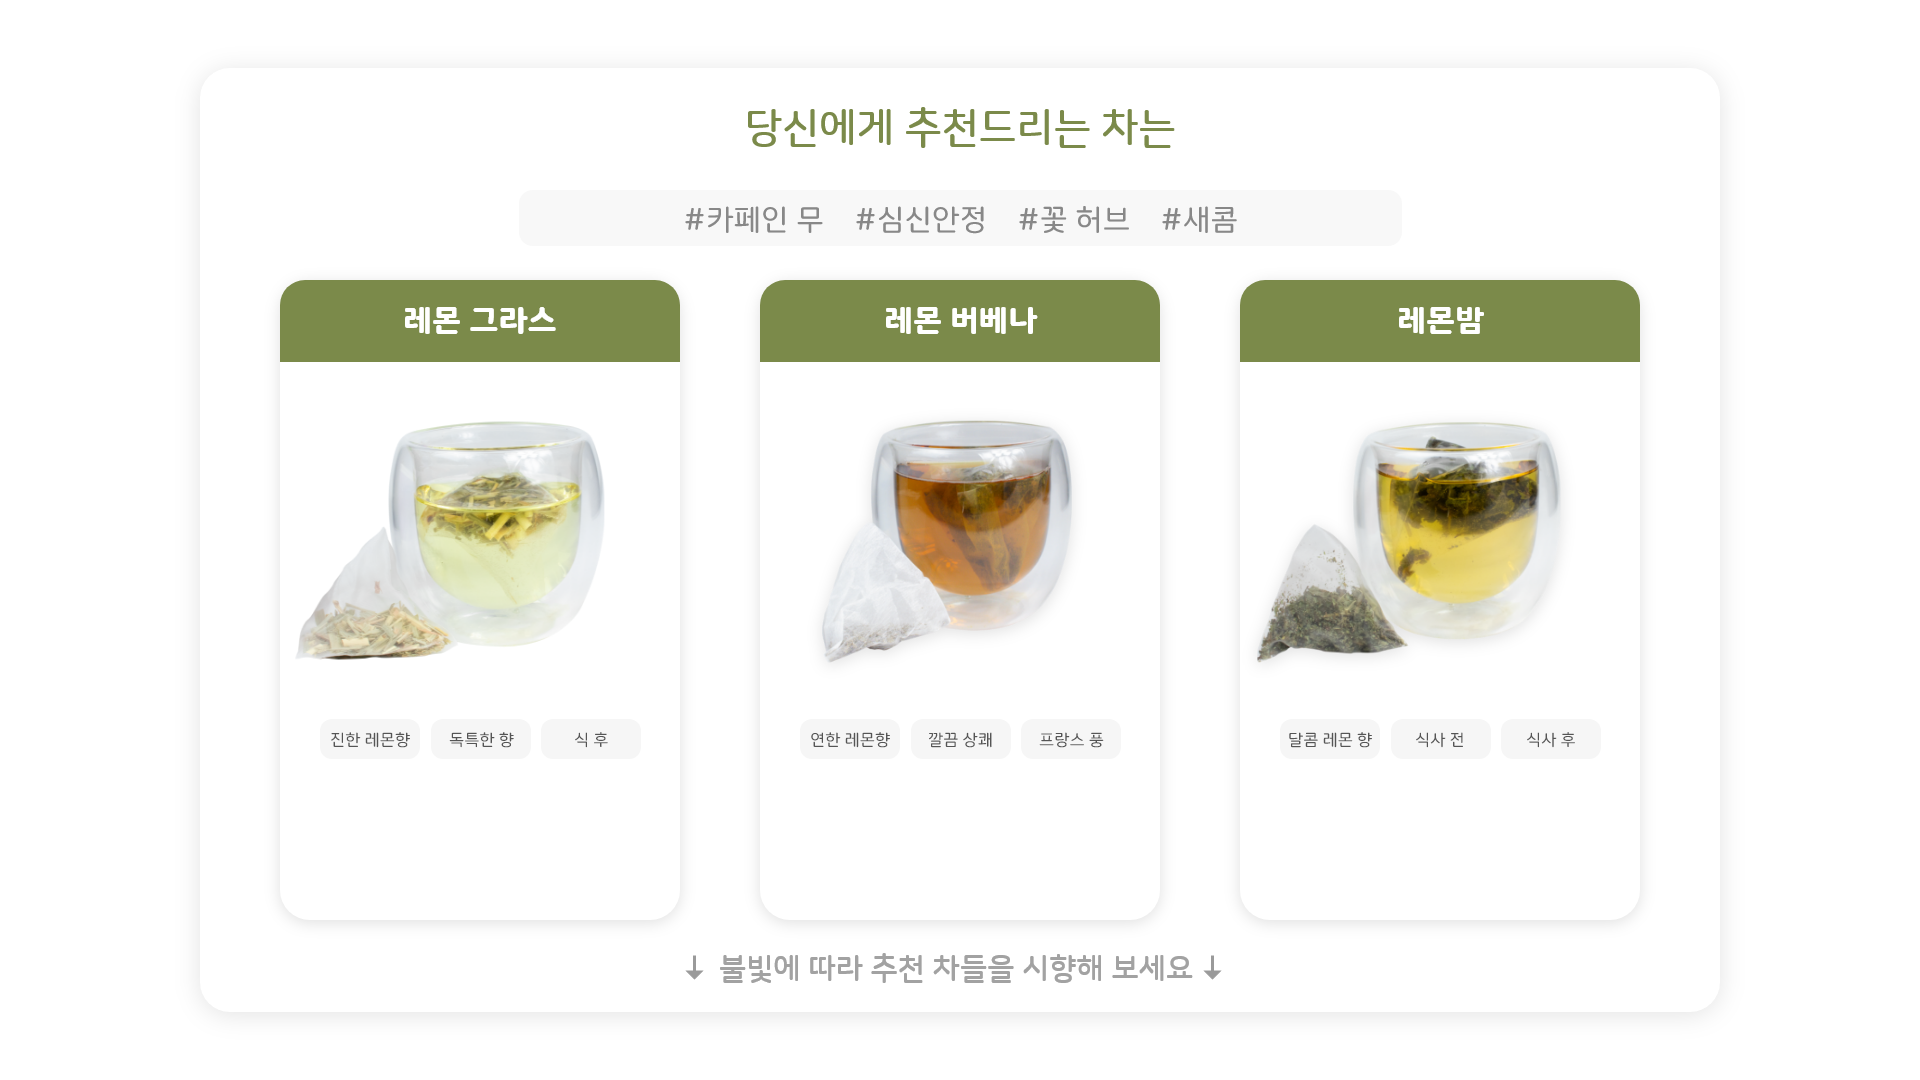 당신에게 추천드리는 차는
#카페인 무 #심신안정 #꽃 허브 #새콤
레몬 그라스
진한 레몬향 독특한 향 식 후
레몬 버베나
연한 레몬향 깔끔 상쾌 프랑스 풍
레몬밤
달콤 레몬 향 식사 전 식사 후
↓ 불빛에 따라 추천 차들을 시향해 보세요 ↓